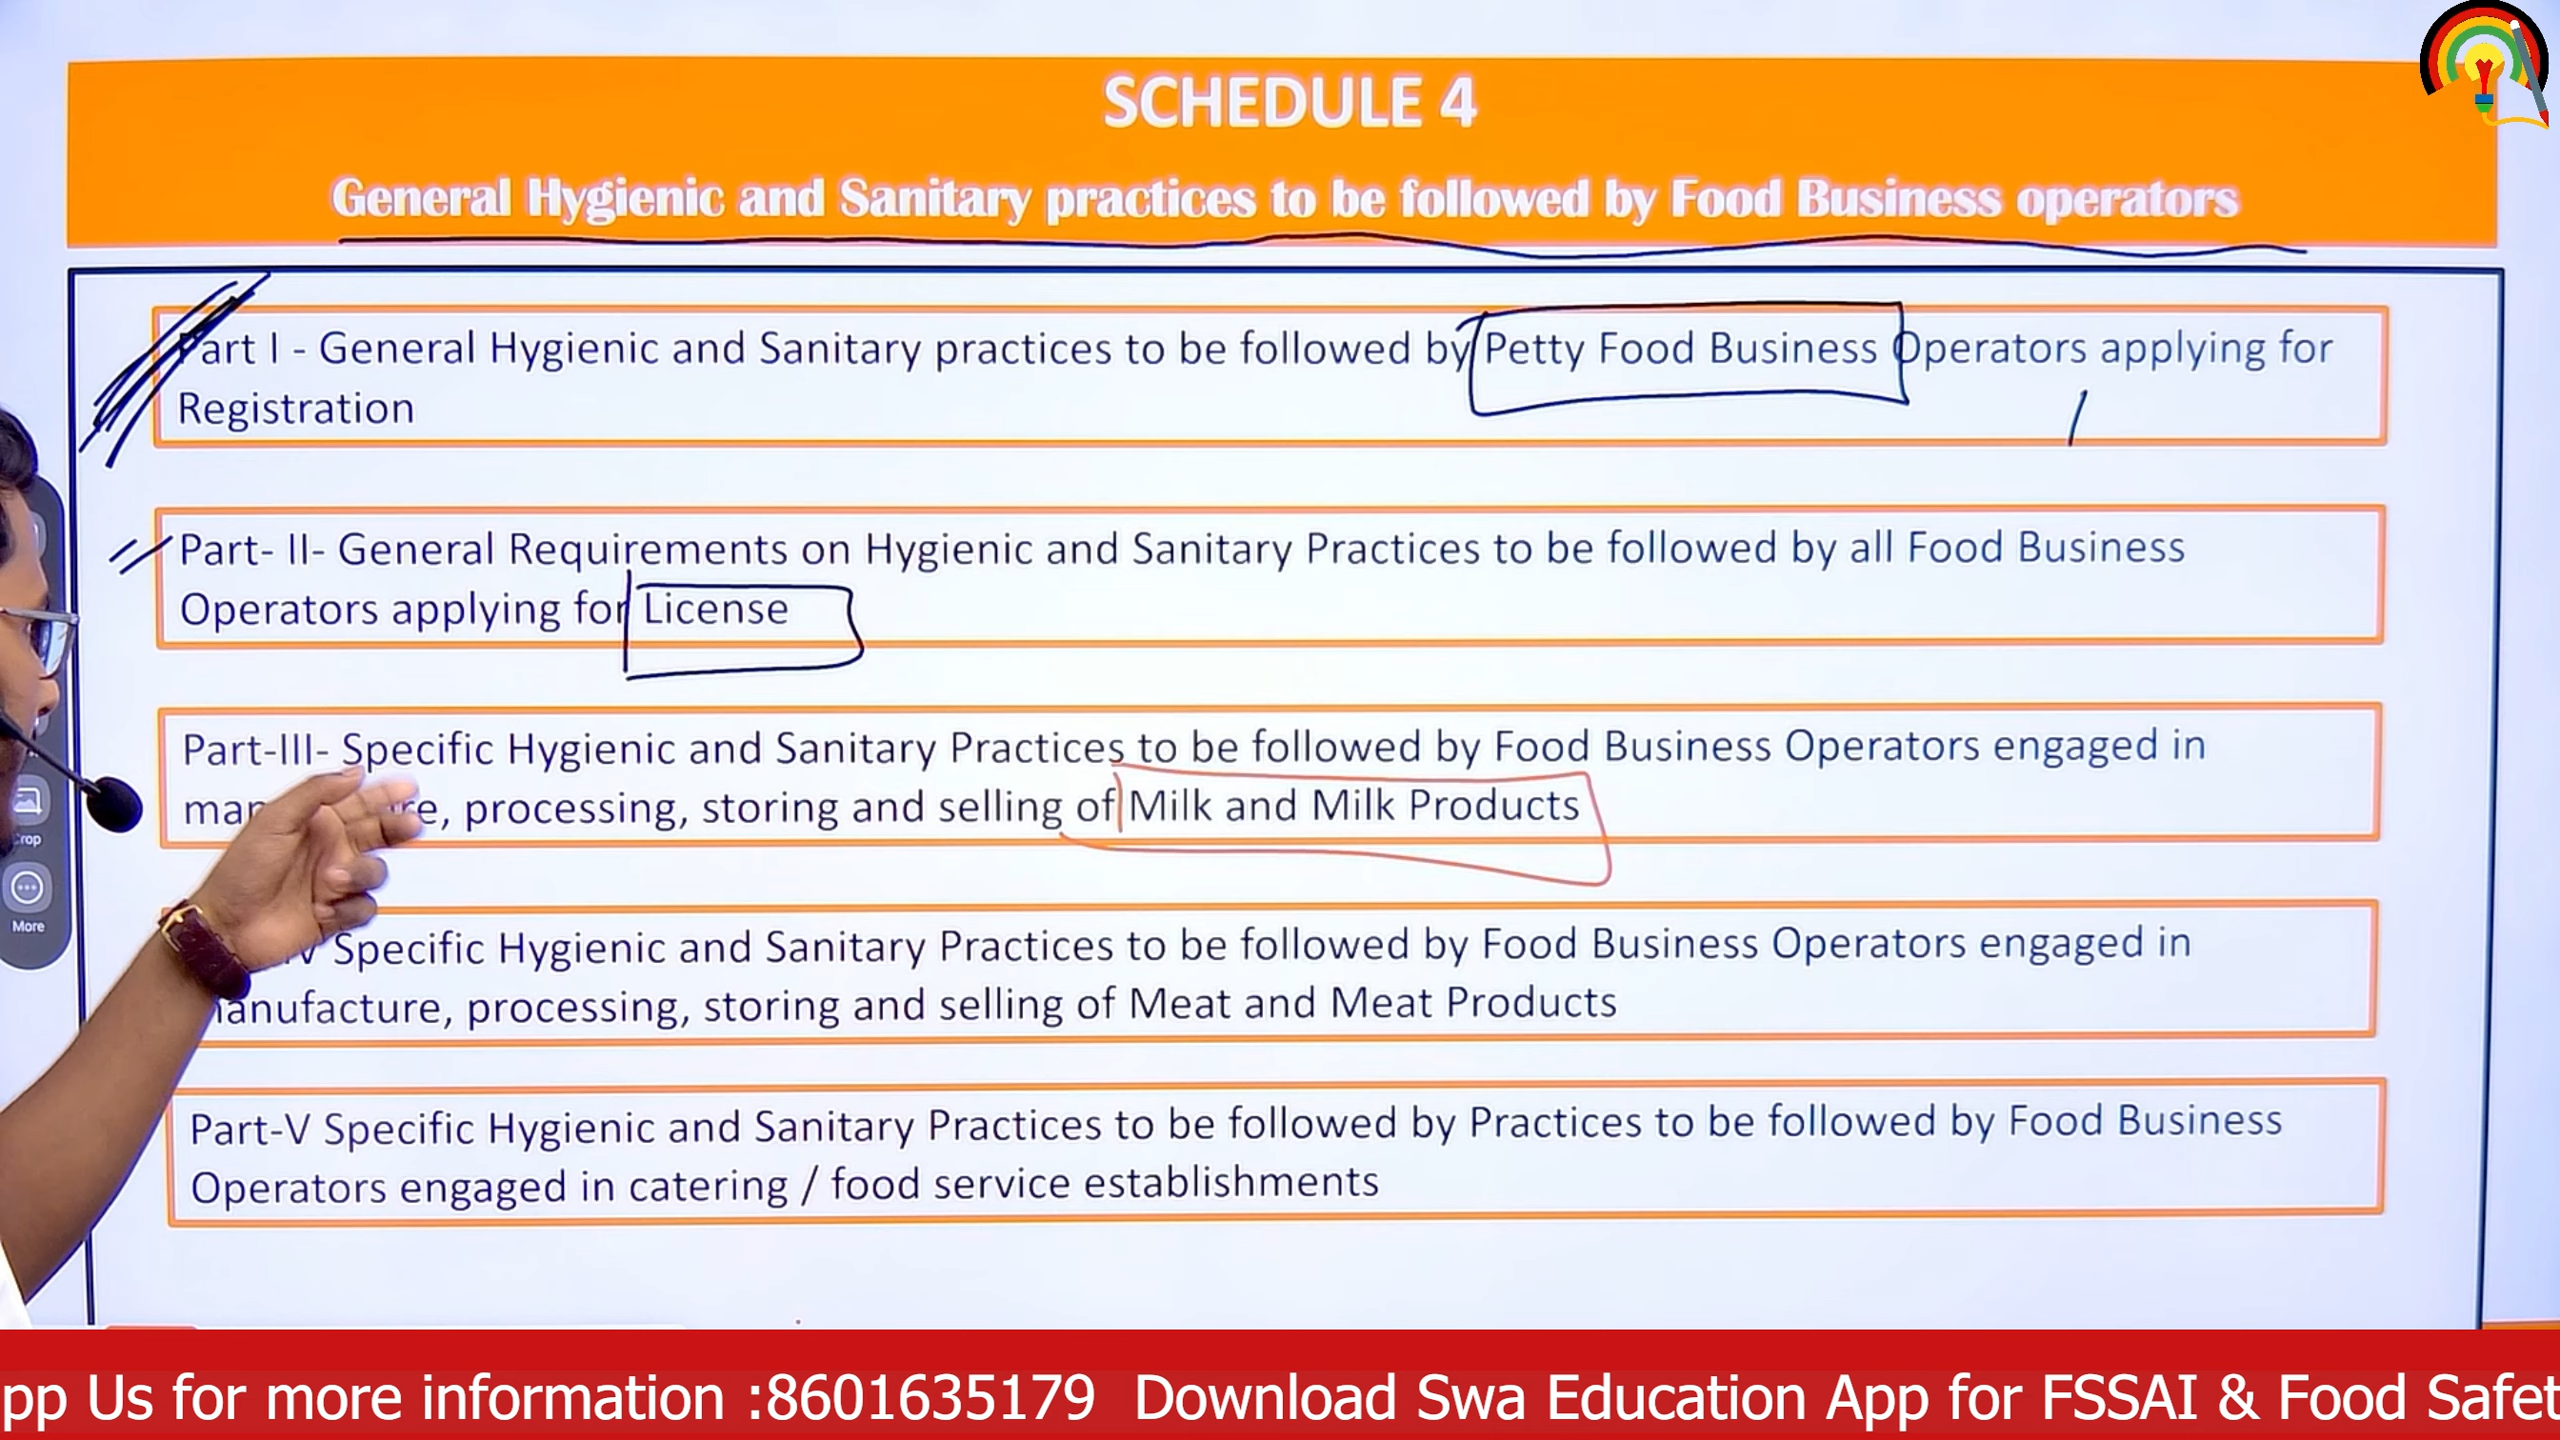 SCHEDULE 4
General Hygienic and Sanitary practices to be followed by Food Business operators
Part I - General Hygienic and Sanitary practices to be followed by Petty Food Business Operators applying for
Registration
Part- II- General Requirements on Hygienic and Sanitary Practices to be followed by all Food Business
Operators applying for License
Part-III- Specific Hygienic and Sanitary Practices to be followed by Food Business Operators engaged in
processing, storing and selling of Milk and Milk Products
Specific Hygienic and Sanitary Practices to be followed by Food Business Operators engaged in
manufacture, processing, storing and selling of Meat and Meat Products
Part-V Specific Hygienic and Sanitary Practices to be followed by Practices to be followed by Food Business
Operators engaged in catering / food service establishments
More
pp Us for more information :8601635179 Download Swa Education App for FSSAI & Food Safet